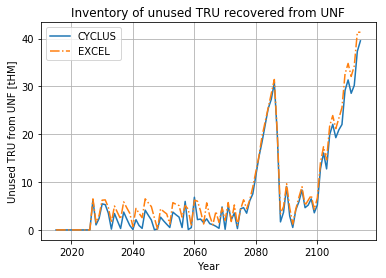 Inventory of unused TRU recovered from UNF
CYCLUS
EXCEL
Unused TRU from UNF [tHM]
40
30
20
10
0
2020
2040
2060
2080
2100
Year